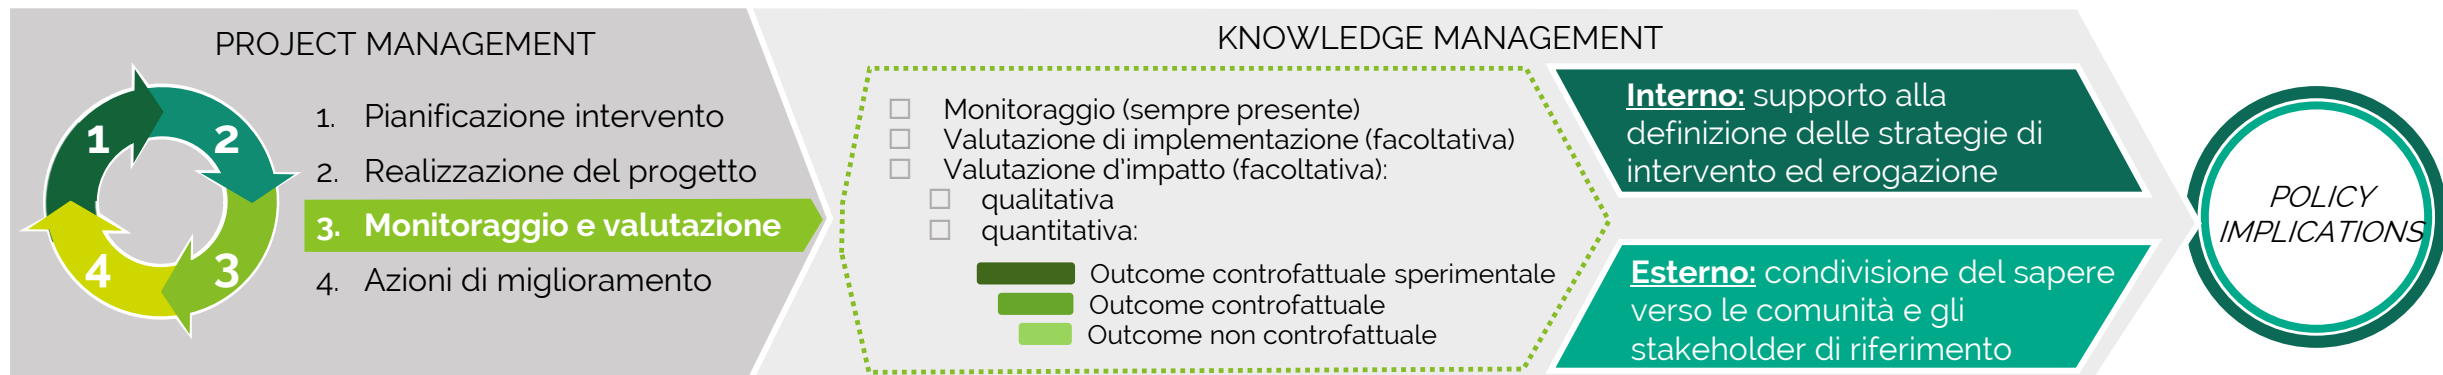 PROJECT MANAGEMENT
1
2
3
4
1. Pianificazione intervento
2. Realizzazione del progetto
3. Monitoraggio e valutazione
4. Azioni di miglioramento
KNOWLEDGE MANAGEMENT
Monitoraggio (sempre presente)
Valutazione di implementazione (facoltativa)
Valutazione d'impatto (facoltativa):
qualitativa
quantitativa:
Outcome controfattuale sperimentale
Outcome controfattuale
Outcome non controfattuale
Interno: supporto alla
definizione delle strategie di
intervento ed erogazione
Esterno: condivisione del sapere
verso le comunità e gli
stakeholder di riferimento
POLICY
IMPLICATIONS